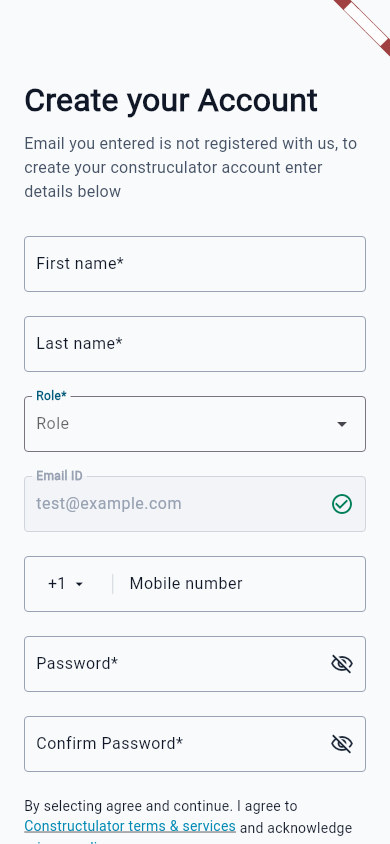 Create your Account
Email you entered is not registered with us, to
create your construculator account enter
details below
First name*
Last name*
Role*
Role
Email ID
test@example.com
+1 Mobile number
Password*
Confirm Password*
By selecting agree and continue. I agree to
Constructulator terms & services and acknowledge